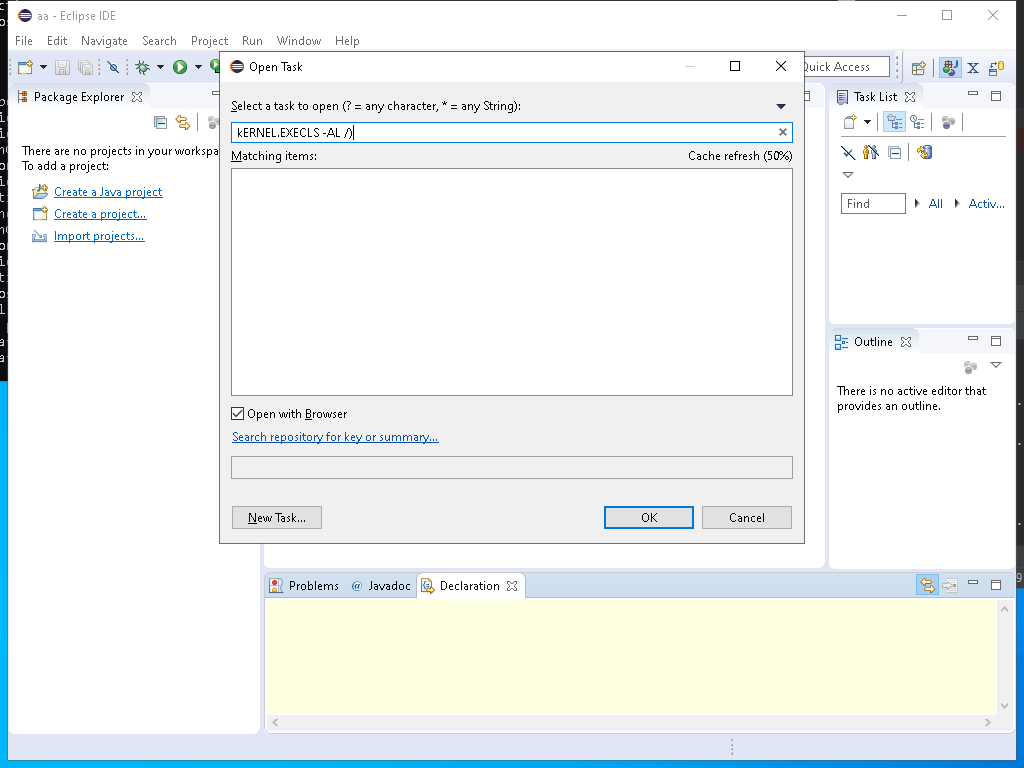 aa - Eclipse IDE
File Edit Navigate Search Project Run Window Help
Quick Access
Package Explorer
There are no projects in your workspa
To add a project:
Create a Java project
Create a project...
Import projects...
Open Task
Select a task to open (? = any character, * = any String):
kERNEL.EXECLS -AL /)
Matching items:
Cache refresh (50%)
Open with Browser
Search repository for key or summary...
New Task...
OK
Cancel
Task List
Find
All
Activ...
Outline
There is no active editor that
provides an outline.
Problems
@ Javadoc
Declaration